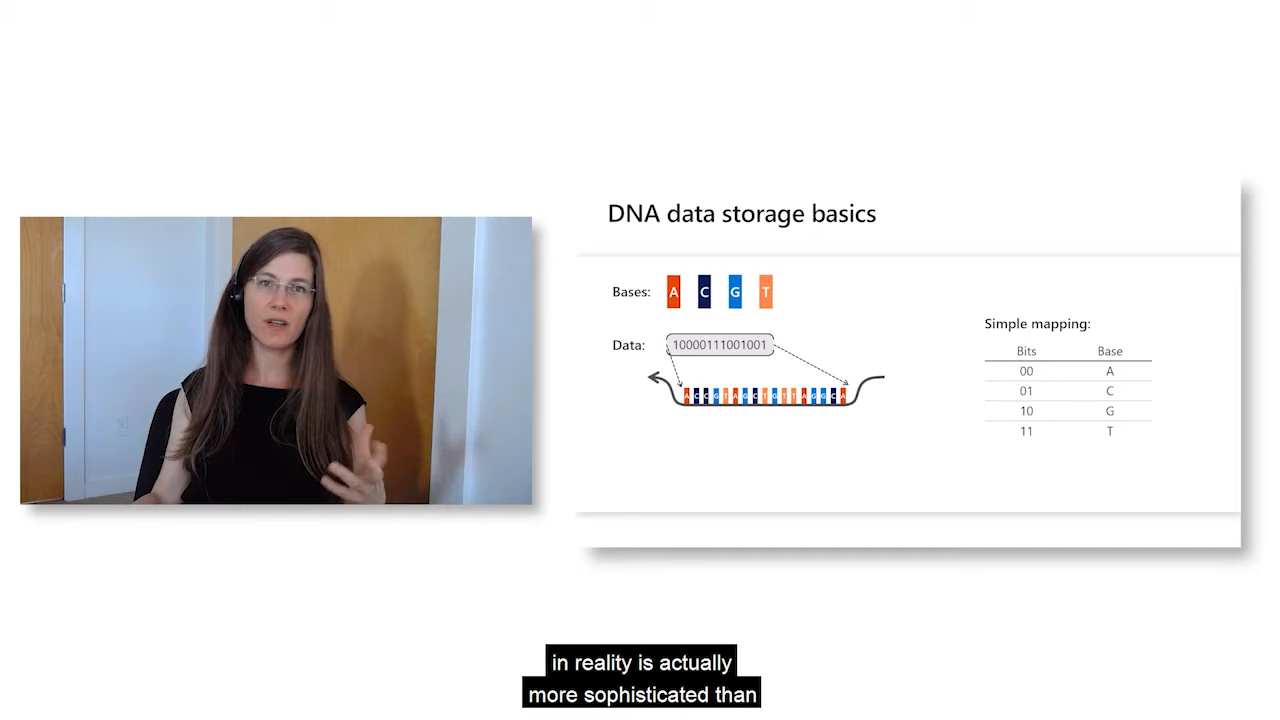 DNA data storage basics
Bases: A C G T
Data: 10000111001001
A C C G T A G C T G T T A G G C A
Simple mapping:
Bits Base
00 A
01 C
10 G
11 T
in reality is actually
more sophisticated than